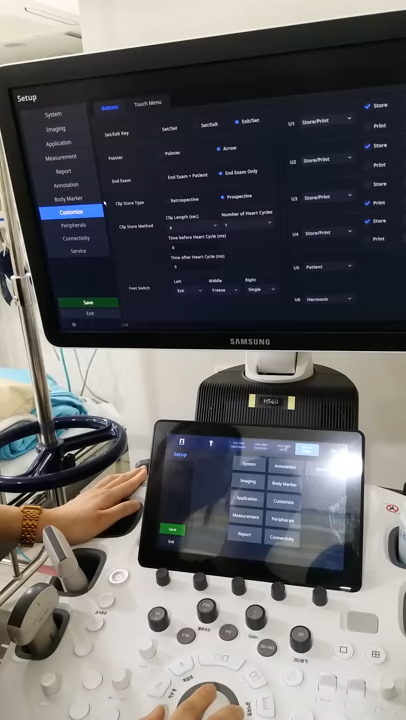 Setup
System
Imaging
Application
Measurement
Report
Annotation
Body Marker
Customize
Peripherals
Connectivity
Service
Save
Exit
Buttons Touch Menu
Set/Exit Key Set/Set Set/Exit Exit/Set
Pointer Pointer Arrow
End Exam End Exam + Patient End Exam Only
Clip Store Type Retrospective Prospective
Clip Store Method Clip Length (sec) Number of Heart Cycles
Time before Heart Cycle (ms)
Time after Heart Cycle (ms)
Foot Switch Left Middle Right
Exit Freeze Single
U1 Store/Print Store
Print
U2 Store/Print Store
Print
U3 Store/Print Store
Print
U4 Store/Print Store
Print
U5 Patient
U6 Harmonic
SAMSUNG
HS40
Setup
System Annotation
Imaging Body Marker
Application Customize
Measurement Peripherals
Report Connectivity
Save
Exit